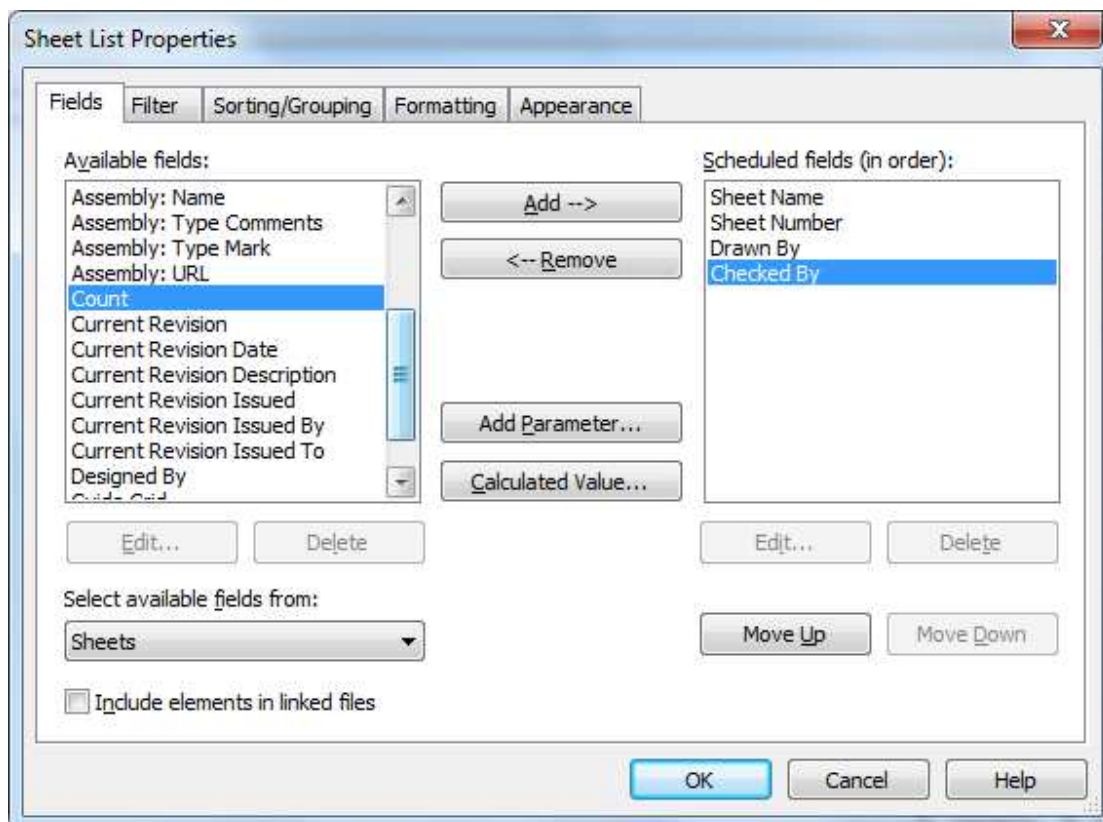 Sheet List Properties
Fields Filter Sorting/Grouping Formatting Appearance
Available fields:
Assembly: Name
Assembly: Type Comments
Assembly: Type Mark
Assembly: URL
Count
Current Revision
Current Revision Date
Current Revision Description
Current Revision Issued
Current Revision Issued By
Current Revision Issued To
Designed By
Guide Grid
Add -->
<-- Remove
Add Parameter...
Calculated Value...
Scheduled fields (in order):
Sheet Name
Sheet Number
Drawn By
Checked By
Edit... Delete
Edit... Delete
Select available fields from:
Sheets
Move Up Move Down
Include elements in linked files
OK Cancel Help